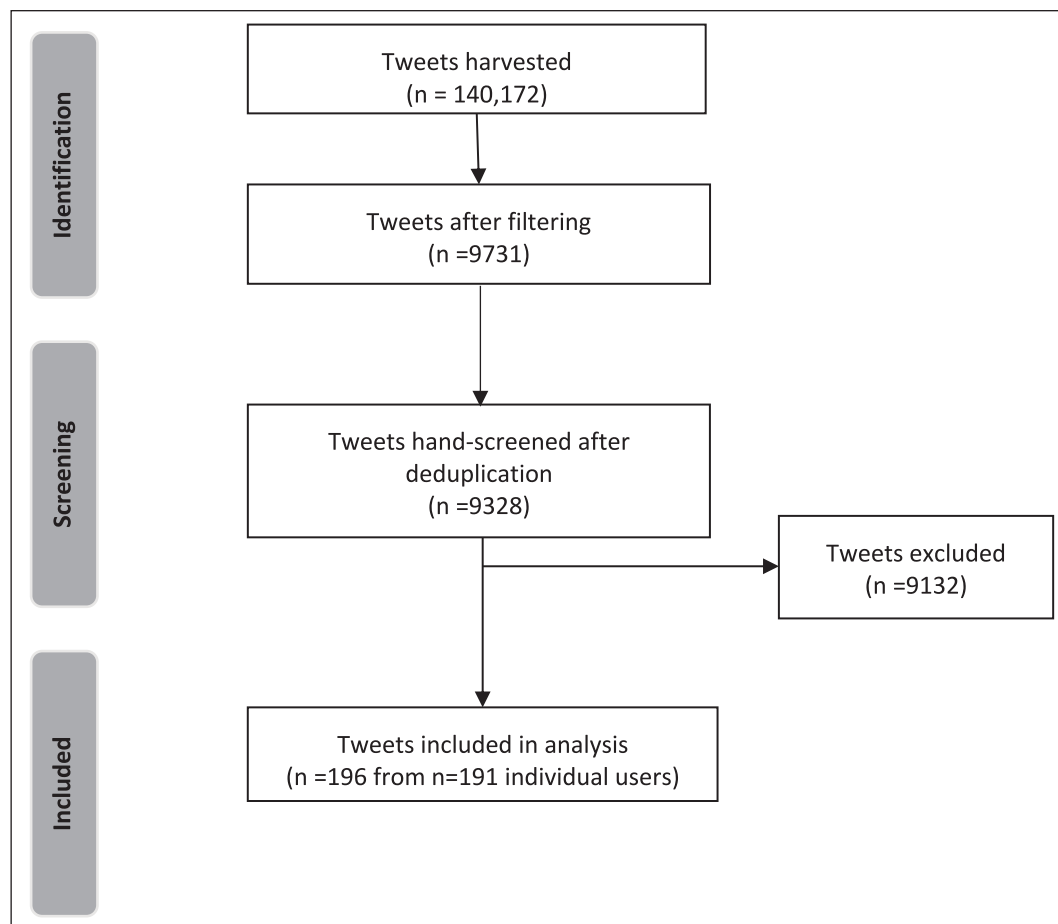 Identification
Tweets harvested
(n = 140,172)
Tweets after filtering
(n =9731)
Screening
Tweets hand-screened after
deduplication
(n =9328)
Tweets excluded
(n =9132)
Included
Tweets included in analysis
(n =196 from n=191 individual users)